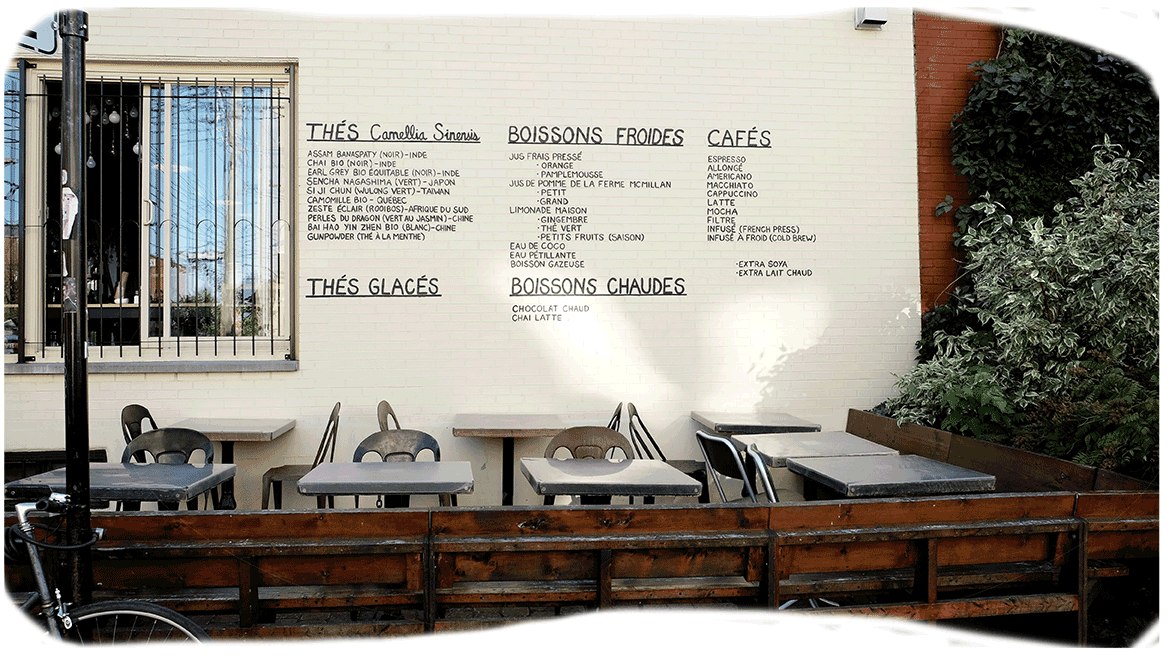 THÉS Camellia Sinensis
ASSAM BANASPATY (NOIR)-INDE
CHAI BIO (NOIR)-INDE
EARL GREY BIO ÉQUITABLE (NOIR)-INDE
SENCHA NAGASHIMA (VERT)-JAPON
SI JI CHUN (WULONG VERT)-TAIWAN
CAMOMILLE BIO - QUÉBEC
ZESTE ÉCLAIR (ROOIBOS)-AFRIQUE DU SUD
PERLES DU DRAGON (VERT AU JASMIN)-CHINE
BAI HAO YIN ZHEN BIO (BLANC)-CHINE
GUNPOWDER (THÉ À LA MENTHE)
THÉS GLACÉS
BOISSONS FROIDES
JUS FRAIS PRESSÉ
· ORANGE
· PAMPLEMOUSSE
JUS DE POMME DE LA FERME MCMILLAN
· PETIT
· GRAND
LIMONADE MAISON
· GINGEMBRE
· THÉ VERT
· PETITS FRUITS (SAISON)
EAU DE COCO
EAU PÉTILLANTE
BOISSON GAZEUSE
BOISSONS CHAUDES
CHOCOLAT CHAUD
CHAI LATTE
CAFÉS
ESPRESSO
ALLONGÉ
AMERICANO
MACCHIATO
CAPPUCCINO
LATTE
MOCHA
FILTRE
INFUSÉ (FRENCH PRESS)
INFUSÉ À FROID (COLD BREW)
· EXTRA SOYA
· EXTRA LAIT CHAUD